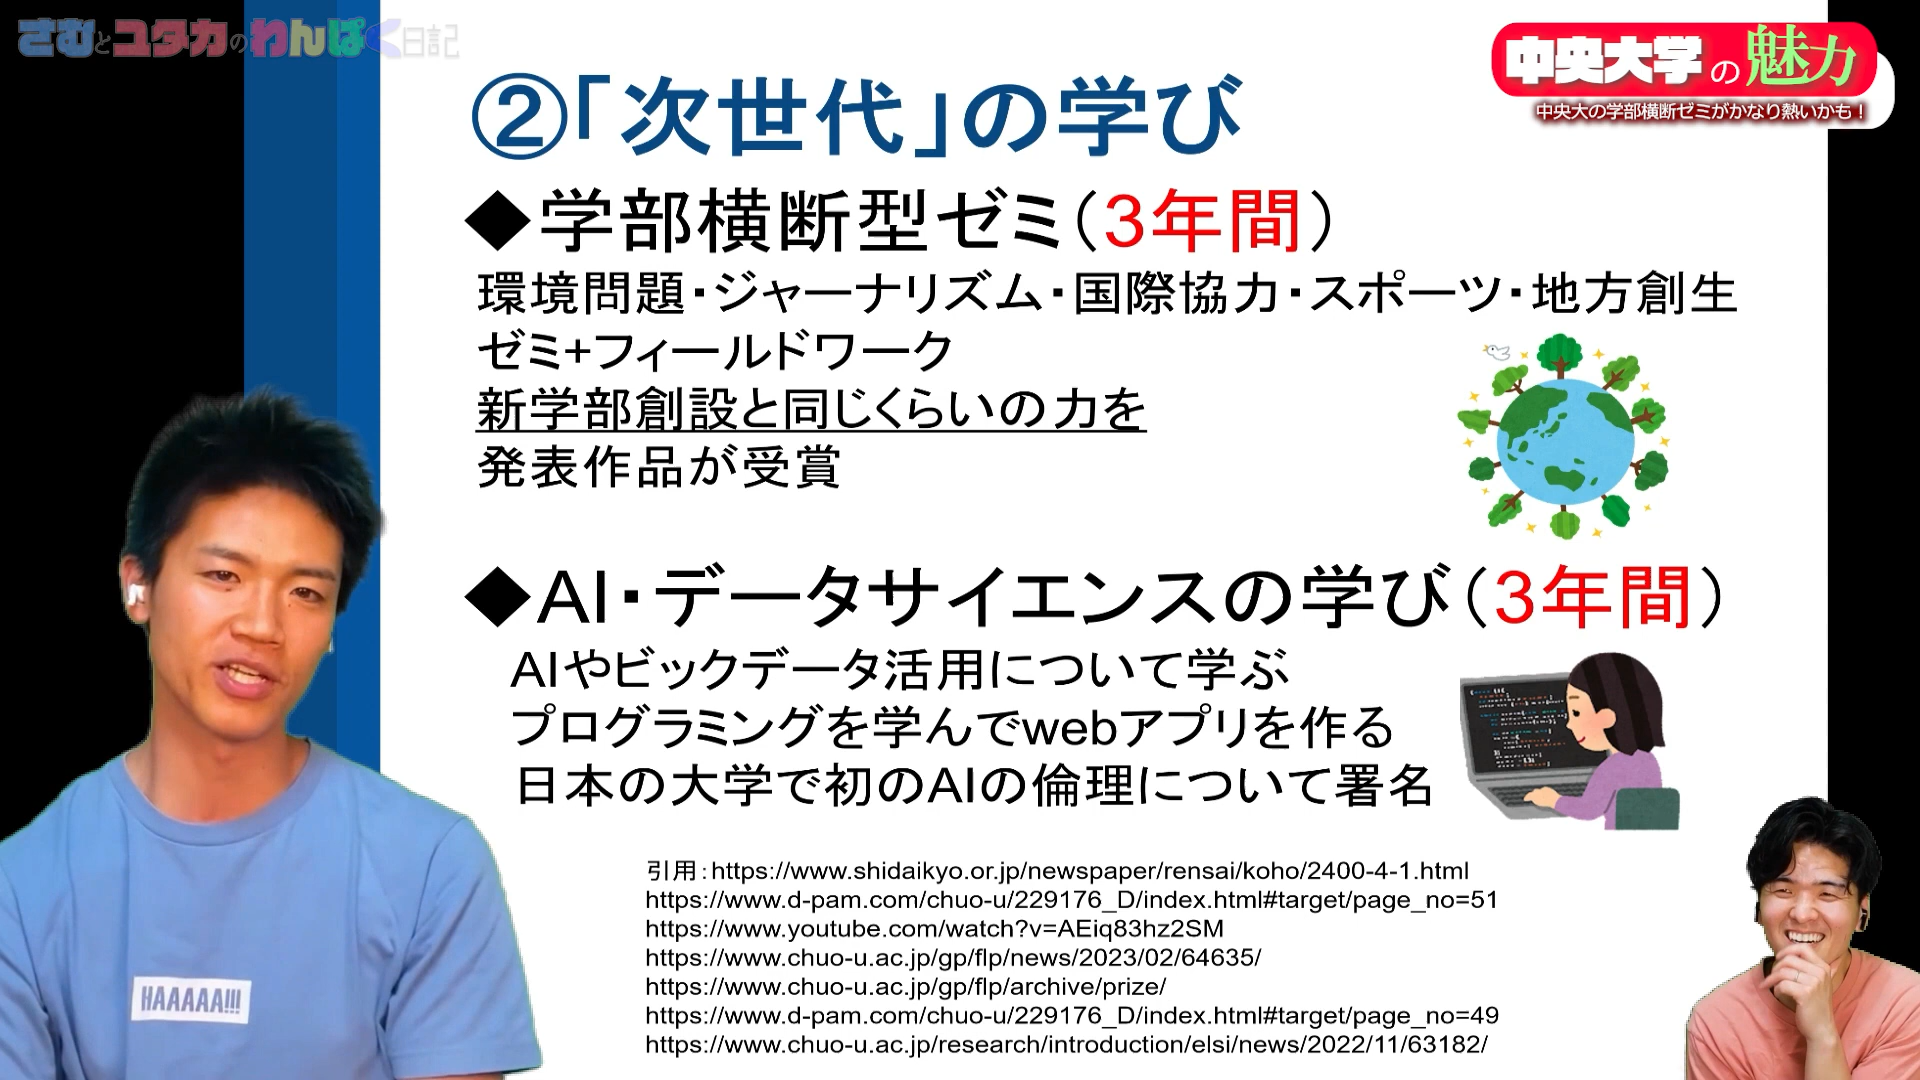 さむとユタカのわんぱく日記
中央大学の魅力
中央大の学部横断ゼミがかなり熱いかも!
②「次世代」の学び
◆学部横断型ゼミ(3年間)
環境問題・ジャーナリズム・国際協力・スポーツ・地方創生
ゼミ+フィールドワーク
新学部創設と同じくらいの力を
発表作品が受賞
◆AI・データサイエンスの学び(3年間)
AIやビックデータ活用について学ぶ
プログラミングを学んでwebアプリを作る
日本の大学で初のAIの倫理について署名
引用:https://www.shidaikyo.or.jp/newspaper/rensai/koho/2400-4-1.html
https://www.d-pam.com/chuo-u/229176_D/index.html#target/page_no=51
https://www.youtube.com/watch?v=AEiq83hz2SM
https://www.chuo-u.ac.jp/gp/flp/news/2023/02/64635/
https://www.chuo-u.ac.jp/gp/flp/archive/prize/
https://www.d-pam.com/chuo-u/229176_D/index.html#target/page_no=49
https://www.chuo-u.ac.jp/research/introduction/elsi/news/2022/11/63182/
HAAAAA!!!